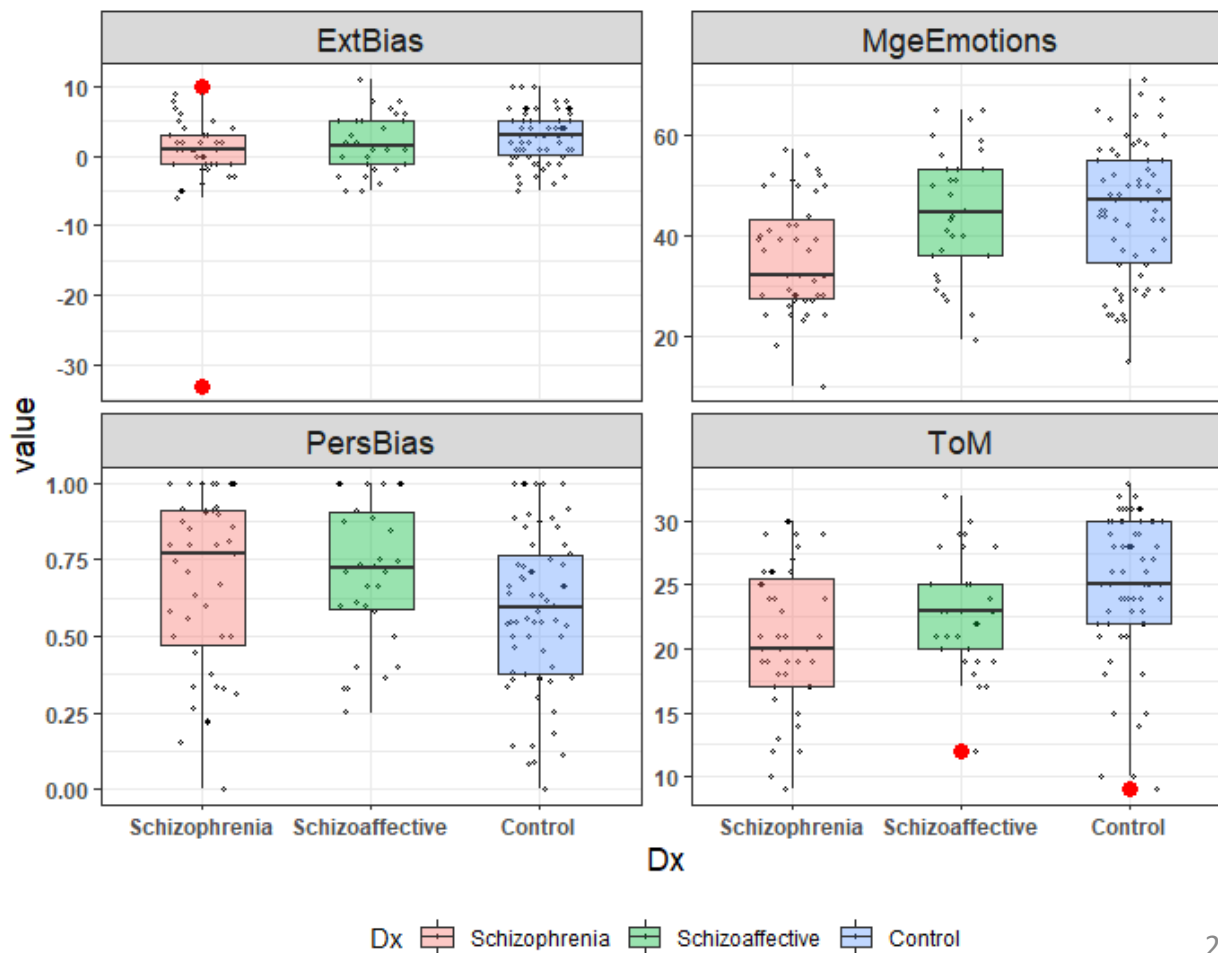 ExtBias
MgeEmotions
10
0
-10
-20
-30
60
40
20
value
PersBias
ToM
1.00
0.75
0.50
0.25
0.00
30
25
20
15
10
Schizophrenia Schizoaffective Control
Schizophrenia Schizoaffective Control
Dx
Dx Schizophrenia Schizoaffective Control
2